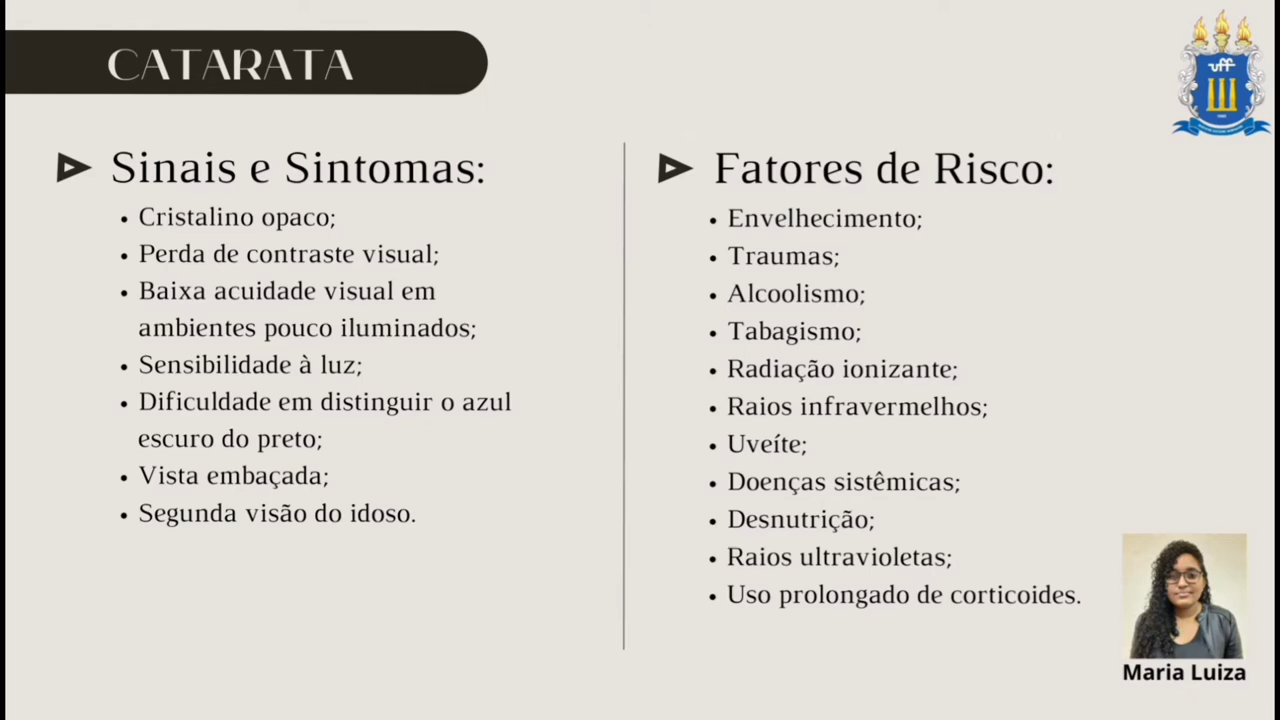 CATARATA
uff
Sinais e Sintomas:
• Cristalino opaco;
• Perda de contraste visual;
• Baixa acuidade visual em
ambientes pouco iluminados;
• Sensibilidade à luz;
• Dificuldade em distinguir o azul
escuro do preto;
• Vista embaçada;
• Segunda visão do idoso.
Fatores de Risco:
• Envelhecimento;
• Traumas;
• Alcoolismo;
• Tabagismo;
• Radiação ionizante;
• Raios infravermelhos;
• Uveíte;
• Doenças sistêmicas;
• Desnutrição;
• Raios ultravioletas;
• Uso prolongado de corticoides.
Maria Luiza